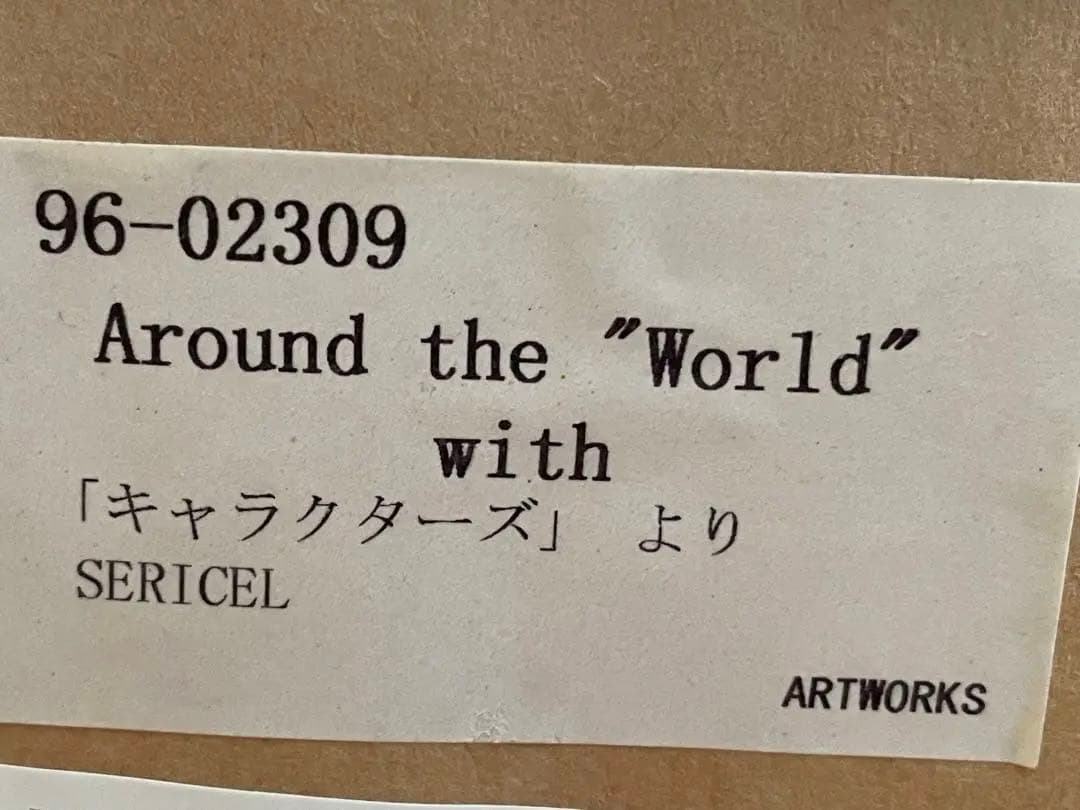 96-02309
Around the "World"
with
「キャラクターズ」 より
SERICEL
ARTWORKS